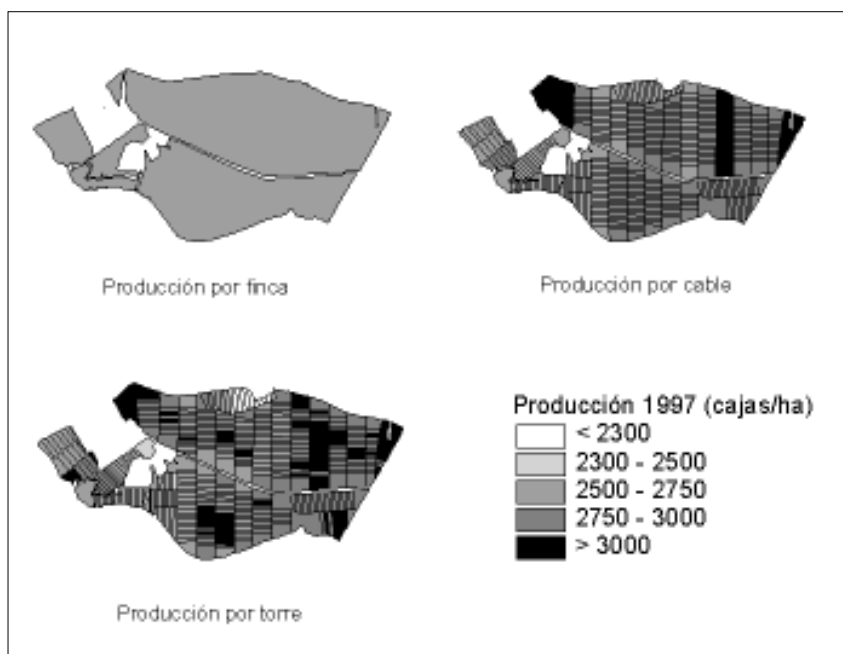 Producción por finca
Producción por cable
Producción por torre
Producción 1997 (cajas/ha)
< 2300
2300 - 2500
2500 - 2750
2750 - 3000
> 3000